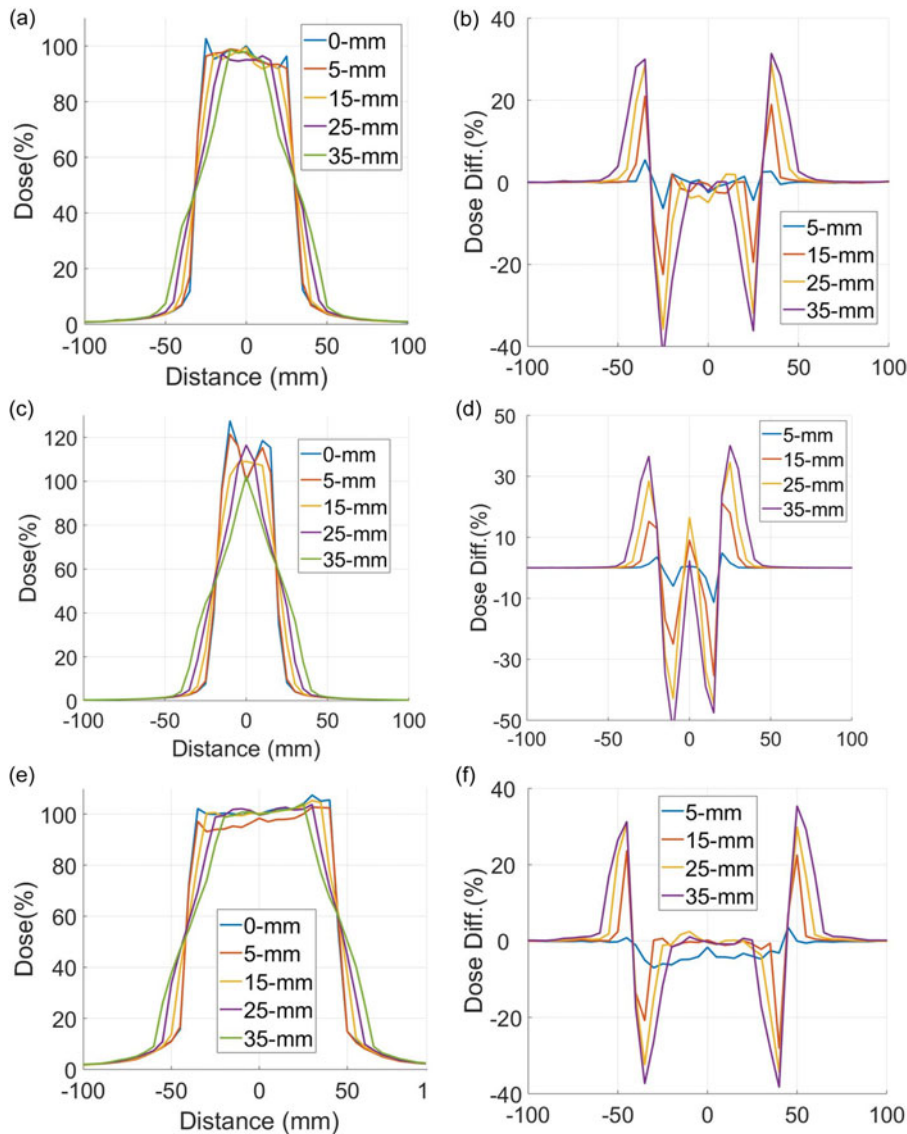 (a)
Dose(%)
100
80
60
40
20
0
-100
-50
0
50
100
Distance (mm)
0-mm
5-mm
15-mm
25-mm
35-mm
(b)
Dose Diff.(%)
40
20
0
-20
-40
-100
-50
0
50
100
5-mm
15-mm
25-mm
35-mm
(c)
Dose(%)
120
100
80
60
40
20
0
-100
-50
0
50
100
Distance (mm)
0-mm
5-mm
15-mm
25-mm
35-mm
(d)
Dose Diff.(%)
50
30
10
-10
-30
-50
-100
-50
0
50
100
5-mm
15-mm
25-mm
35-mm
(e)
Dose(%)
100
80
60
40
20
0
-100
-50
0
50
1
Distance (mm)
0-mm
5-mm
15-mm
25-mm
35-mm
(f)
Dose Diff.(%)
40
20
0
-20
-40
-100
-50
0
50
100
5-mm
15-mm
25-mm
35-mm